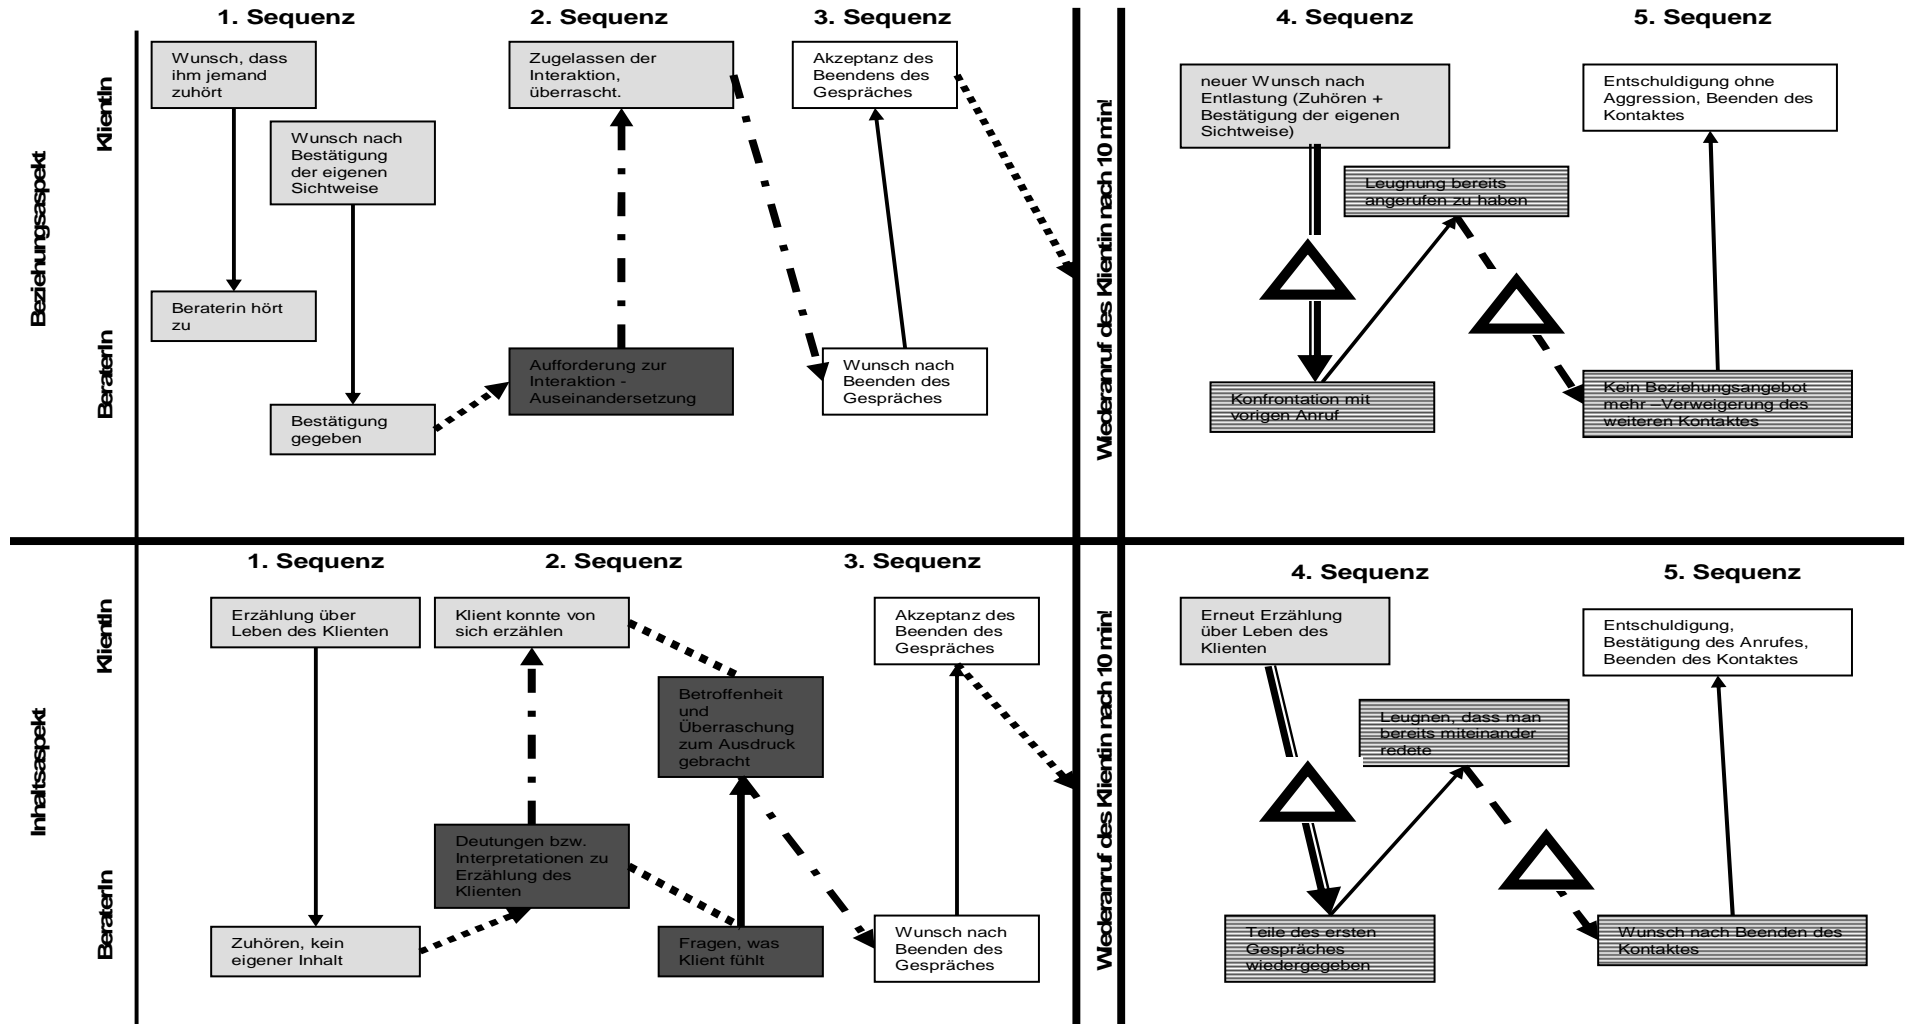 1. Sequenz
2. Sequenz
3. Sequenz
4. Sequenz
5. Sequenz
Beziehungsaspekt
KlientIn
BeraterIn
Wunsch, dass
ihm jemand
zuhört
Wunsch nach
Bestätigung
der eigenen
Sichtweise
Beraterin hört
zu
Bestätigung
gegeben
Zugelassen der
Interaktion,
überrascht.
Aufforderung zur
Interaktion -
Auseinandersetzung
Akzeptanz des
Beendens des
Gespräches
Wunsch nach
Beenden des
Gespräches
Wiederanruf des Klientin nach 10 min!
neuer Wunsch nach
Entlastung (Zuhören +
Bestätigung der eigenen
Sichtweise)
Leugnung bereits
angerufen zu haben
Konfrontation mit
vorigen Anruf
Entschuldigung ohne
Aggression, Beenden des
Kontaktes
Kein Beziehungsangebot
mehr –Verweigerung des
weiteren Kontaktes
1. Sequenz
2. Sequenz
3. Sequenz
4. Sequenz
5. Sequenz
Inhaltsaspekt
KlientIn
BeraterIn
Erzählung über
Leben des Klienten
Zuhören, kein
eigener Inhalt
Klient konnte von
sich erzählen
Betroffenheit
und
Überraschung
zum Ausdruck
gebracht
Deutungen bzw.
Interpretationen zu
Erzählung des
Klienten
Fragen, was
Klient fühlt
Akzeptanz des
Beenden des
Gespräches
Wunsch nach
Beenden des
Gespräches
Wiederanruf des Klientin nach 10 min!
Erneut Erzählung
über Leben des
Klienten
Leugnen, dass man
bereits miteinander
redete
Teile des ersten
Gespräches
wiedergegeben
Entschuldigung,
Bestätigung des Anrufes,
Beenden des Kontaktes
Wunsch nach Beenden des
Kontaktes